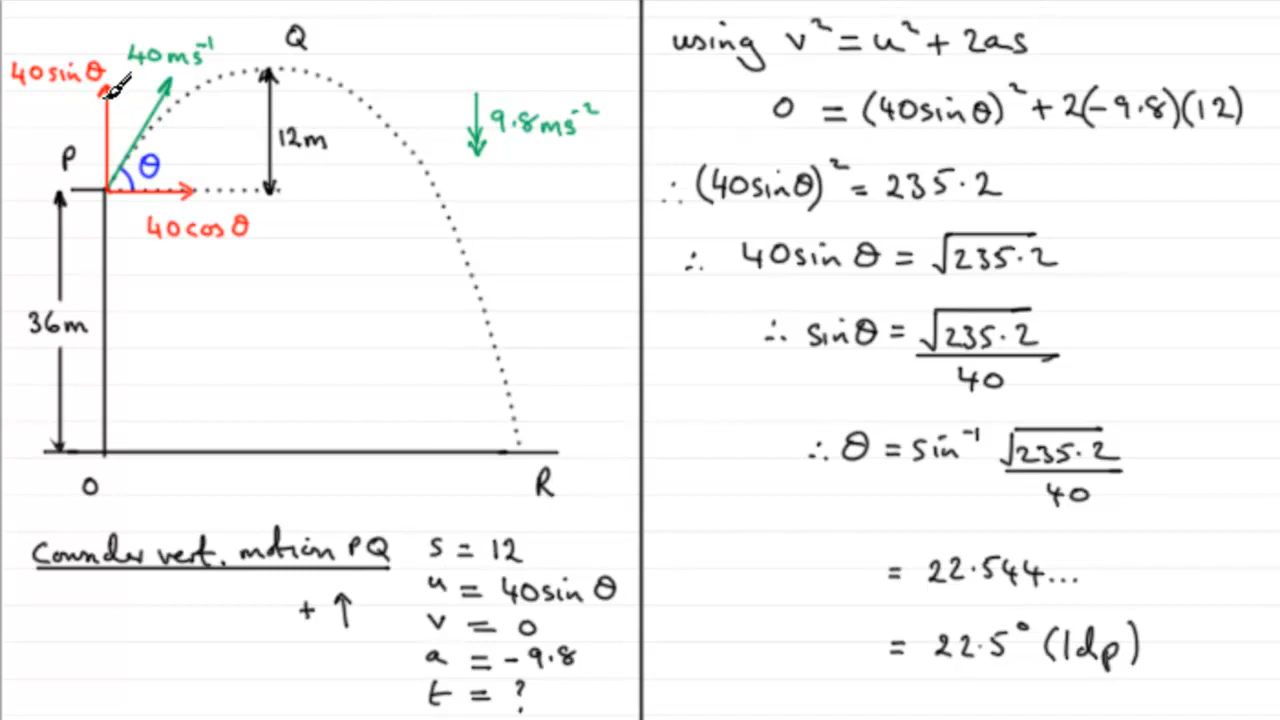 Q
40ms⁻¹
40sinθ
9.8ms⁻²
12m
P
θ
40cosθ
36m
O
R
Consider vert. motion PQ
+ ↑
s = 12
u = 40sin θ
v = 0
a = -9.8
t = ?
using v² = u² + 2as
0 = (40sinθ)² + 2(-9.8)(12)
∴ (40sinθ)² = 235.2
∴ 40sin θ = √235.2
∴ sinθ = √235.2
40
∴ θ = sin⁻¹ √235.2
40
= 22.544...
= 22.5° (1dp)